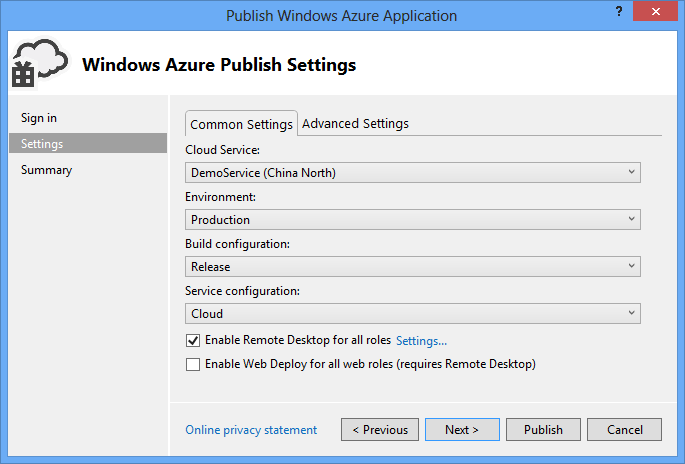 Publish Windows Azure Application
?
Windows Azure Publish Settings
Sign in
Settings
Summary
Common Settings
Advanced Settings
Cloud Service:
DemoService (China North)
Environment:
Production
Build configuration:
Release
Service configuration:
Cloud
Enable Remote Desktop for all roles Settings...
Enable Web Deploy for all web roles (requires Remote Desktop)
Online privacy statement
< Previous
Next >
Publish
Cancel